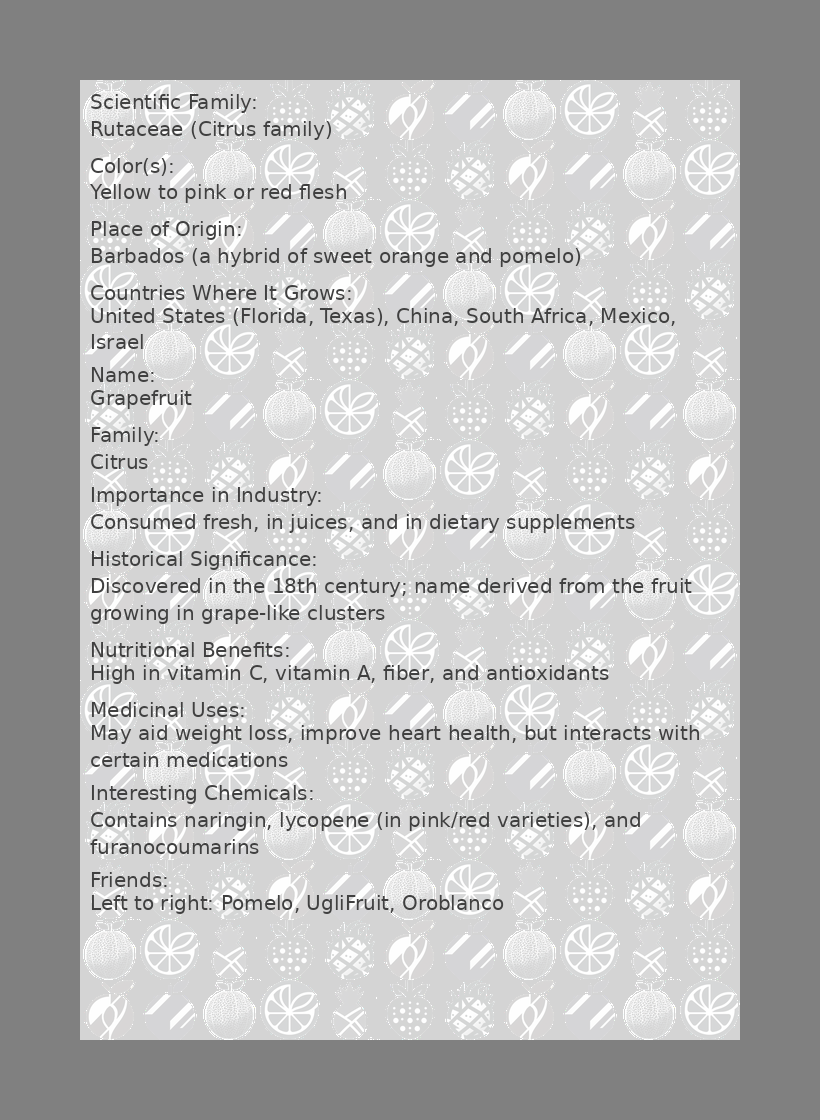 Scientific Family:
Rutaceae (Citrus family)
Color(s):
Yellow to pink or red flesh
Place of Origin:
Barbados (a hybrid of sweet orange and pomelo)
Countries Where It Grows:
United States (Florida, Texas), China, South Africa, Mexico,
Israel
Name:
Grapefruit
Family:
Citrus
Importance in Industry:
Consumed fresh, in juices, and in dietary supplements
Historical Significance:
Discovered in the 18th century; name derived from the fruit
growing in grape-like clusters
Nutritional Benefits:
High in vitamin C, vitamin A, fiber, and antioxidants
Medicinal Uses:
May aid weight loss, improve heart health, but interacts with
certain medications
Interesting Chemicals:
Contains naringin, lycopene (in pink/red varieties), and
furanocoumarins
Friends:
Left to right: Pomelo, UgliFruit, Oroblanco